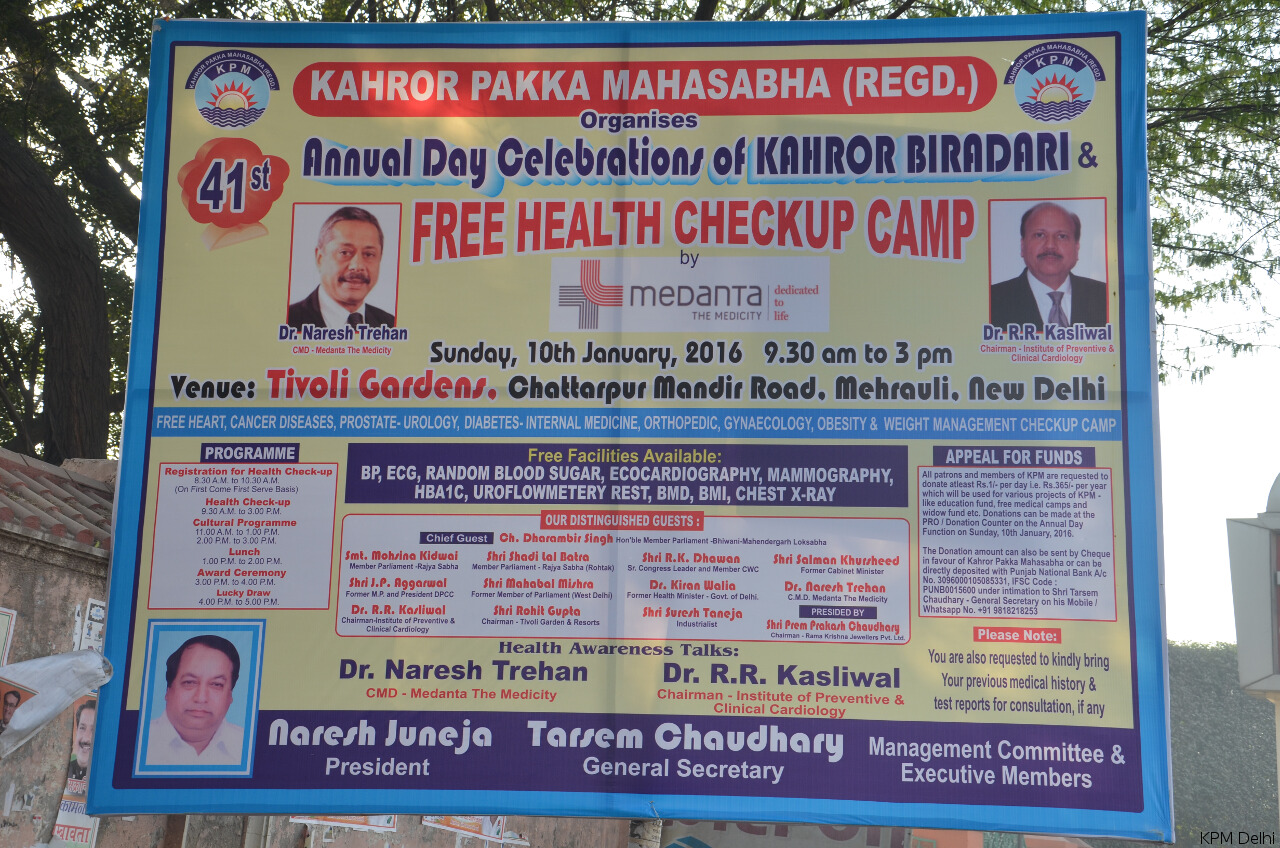 KAHROR PAKKA MAHASABHA (REGD.)
KPM
KAHROR PAKKA MAHASABHA (REGD.)
KAHROR PAKKA MAHASABHA (REGD.)
KPM
Organises
41st
Annual Day Celebrations of KAHROR BIRADARI &
FREE HEALTH CHECKUP CAMP
by
medanta
THE MEDICITY
dedicated
to
life
Dr. Naresh Trehan
CMD - Medanta The Medicity
Dr. R.R. Kasliwal
Chairman - Institute of Preventive &
Clinical Cardiology
Sunday, 10th January, 2016 9.30 am to 3 pm
Venue: Tivoli Gardens, Chattarpur Mandir Road, Mehrauli, New Delhi
FREE HEART, CANCER DISEASES, PROSTATE- UROLOGY, DIABETES- INTERNAL MEDICINE, ORTHOPEDIC, GYNAECOLOGY, OBESITY & WEIGHT MANAGEMENT CHECKUP CAMP
PROGRAMME
Registration for Health Check-up
8.30 A.M. to 10.30 A.M.
(On First Come First Serve Basis)
Health Check-up
9.30 A.M. to 3.00 P.M.
Cultural Programme
11.00 A.M. to 1.00 P.M.
2.00 P.M. to 3.00 P.M.
Lunch
1.00 P.M. to 2.00 P.M.
Award Ceremony
3.00 P.M. to 4.00 P.M.
Lucky Draw
4.00 P.M. to 5.00 P.M.
Free Facilities Available:
BP, ECG, RANDOM BLOOD SUGAR, ECOCARDIOGRAPHY, MAMMOGRAPHY,
HBA1C, UROFLOWMETERY REST, BMD, BMI, CHEST X-RAY
OUR DISTINGUISHED GUESTS :
Chief Guest Ch. Dharambir Singh Hon'ble Member Parliament -Bhiwani-Mahendergarh Loksabha
Smt. Mohsina Kidwai
Member Parliament -Rajya Sabha
Shri Shadi Lal Batra
Member Parliament - Rajya Sabha (Rohtak)
Shri R.K. Dhawan
Sr. Congress Leader and Member CWC
Shri Salman Khursheed
Former Cabinet Minister
Shri J.P. Aggarwal
Former M.P. and President DPCC
Shri Mahabal Mishra
Former Member of Parliament (West Delhi)
Dr. Kiran Walia
Former Health Minister - Govt. of Delhi.
Dr. Naresh Trehan
C.M.D. Medanta The Medicity
Dr. R.R. Kasliwal
Chairman-Institute of Preventive &
Clinical Cardiology
Shri Rohit Gupta
Chairman - Tivoli Garden & Resorts
Shri Suresh Taneja
Industrialist
PRESIDED BY
Shri Prem Prakash Chaudhary
Chairman - Rama Krishna Jewellers Pvt. Ltd.
APPEAL FOR FUNDS
All patrons and members of KPM are requested to
donate atleast Rs.1/- per day i.e. Rs.365/- per year
which will be used for various projects of KPM -
like education fund, free medical camps and
widow fund etc. Donations can be made at the
PRO / Donation Counter on the Annual Day
Function on Sunday, 10th January, 2016.
The Donation amount can also be sent by Cheque
in favour of Kahror Pakka Mahasabha or can be
directly deposited with Punjab National Bank A/c
No. 3096000105085331, IFSC Code :
PUNB0015600 under intimation to Shri Tarsem
Chaudhary - General Secretary on his Mobile /
Whatsapp No. +91 9818218253
Please Note:
You are also requested to kindly bring
Your previous medical history &
test reports for consultation, if any
Health Awareness Talks:
Dr. Naresh Trehan
CMD - Medanta The Medicity
Dr. R.R. Kasliwal
Chairman - Institute of Preventive &
Clinical Cardiology
Naresh Juneja
President
Tarsem Chaudhary
General Secretary
Management Committee &
Executive Members
KPM Delhi